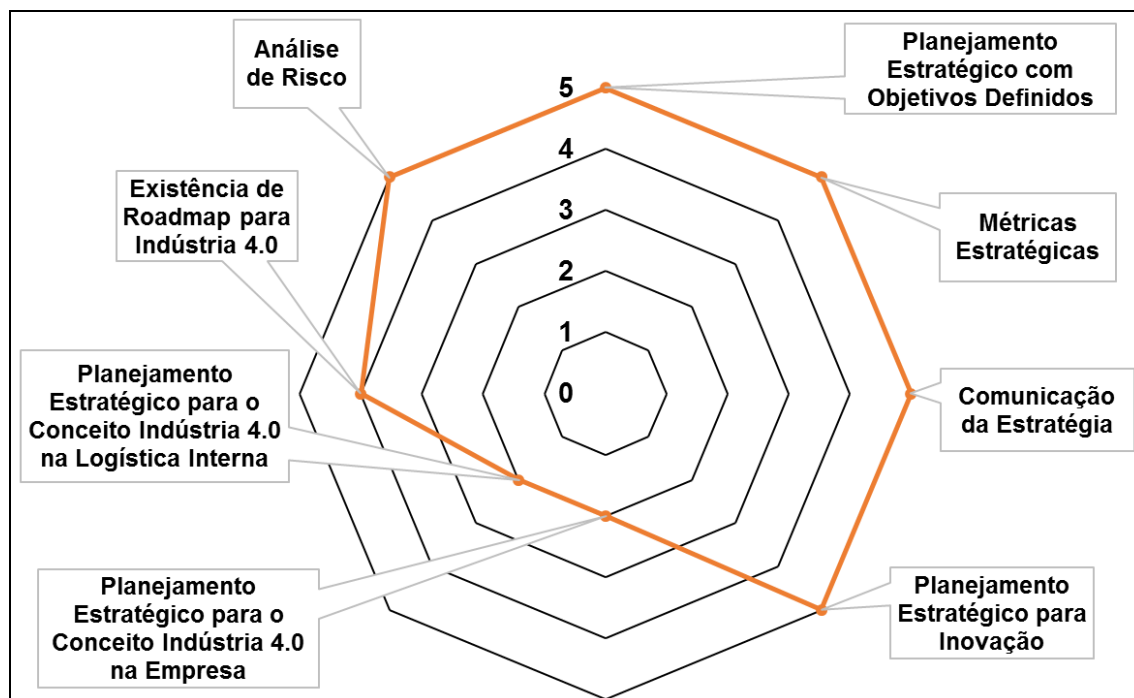 Análise
de Risco
Planejamento
Estratégico com
Objetivos Definidos
Métricas
Estratégicas
Comunicação
da Estratégia
Planejamento
Estratégico para
Inovação
Planejamento
Estratégico para o
Conceito Indústria 4.0
na Empresa
Planejamento
Estratégico para o
Conceito Indústria 4.0
na Logística Interna
Existência de
Roadmap para
Indústria 4.0
5
4
3
2
1
0